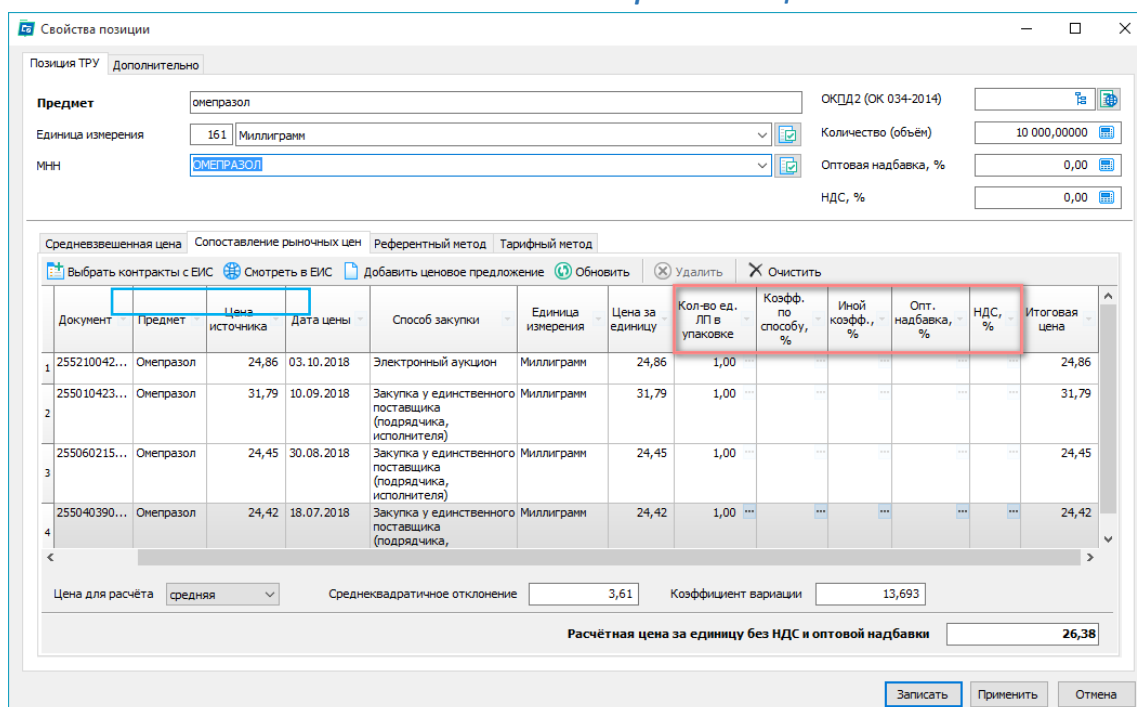 Свойства позиции
Позиция ТРУ Дополнительно
Предмет омепразол ОКПД2 (ОК 034-2014)
Единица измерения 161 Миллиграмм Количество (объём) 10 000,00000
МНН ОМЕПРАЗОЛ Оптовая надбавка, % 0,00
НДС, % 0,00
Средневзвешенная цена Сопоставление рыночных цен Референтный метод Тарифный метод
Выбрать контракты с ЕИС Смотреть в ЕИС Добавить ценовое предложение Обновить Удалить Очистить
Документ Предмет Цена источника Дата цены Способ закупки Единица измерения Цена за единицу Кол-во ед. ЛП в упаковке Коэфф. по способу, % Иной коэфф., % Опт. надбавка, % НДС, % Итоговая цена
1 255210042... Омепразол 24,86 03.10.2018 Электронный аукцион Миллиграмм 24,86 1,00 ... ... ... ... ... 24,86
2 255010423... Омепразол 31,79 10.09.2018 Закупка у единственного поставщика (подрядчика, исполнителя) Миллиграмм 31,79 1,00 ... ... ... ... ... 31,79
3 255060215... Омепразол 24,45 30.08.2018 Закупка у единственного поставщика (подрядчика, исполнителя) Миллиграмм 24,45 1,00 ... ... ... ... ... 24,45
4 255040390... Омепразол 24,42 18.07.2018 Закупка у единственного поставщика (подрядчика, Миллиграмм 24,42 1,00 ... ... ... ... ... 24,42
Цена для расчёта средняя Среднеквадратичное отклонение 3,61 Коэффициент вариации 13,693
Расчётная цена за единицу без НДС и оптовой надбавки 26,38
Записать Применить Отмена